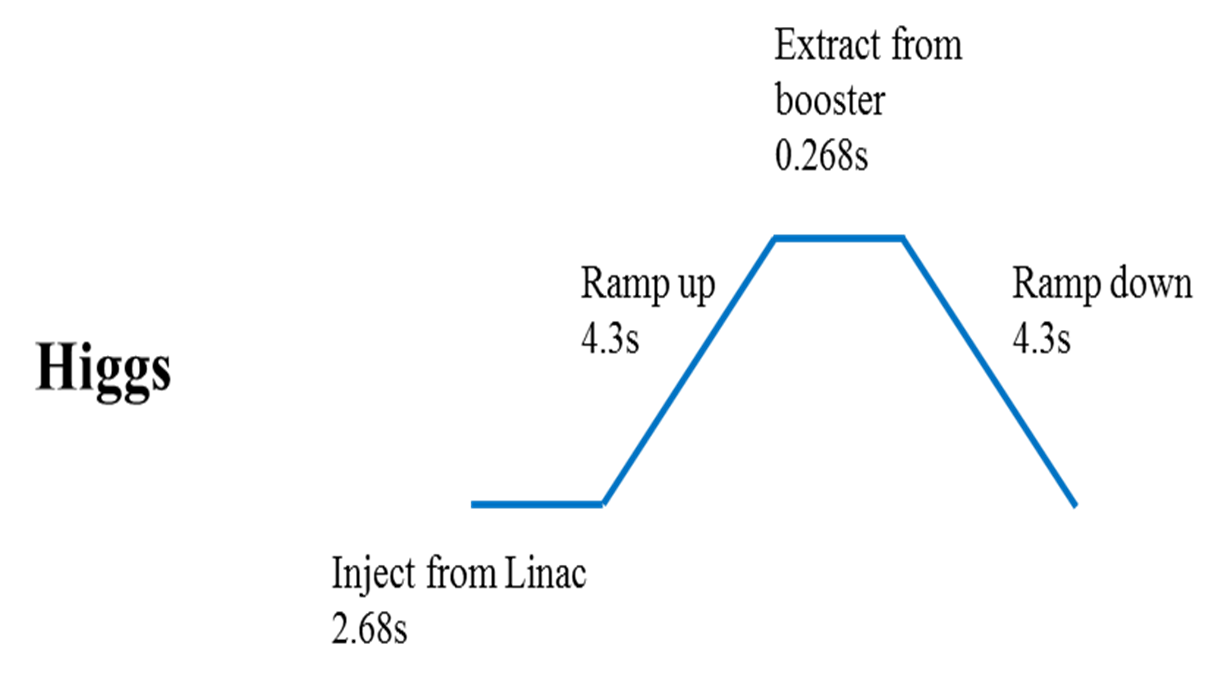 Extract from
booster
0.268s
Ramp up
4.3s
Ramp down
4.3s
Higgs
Inject from Linac
2.68s